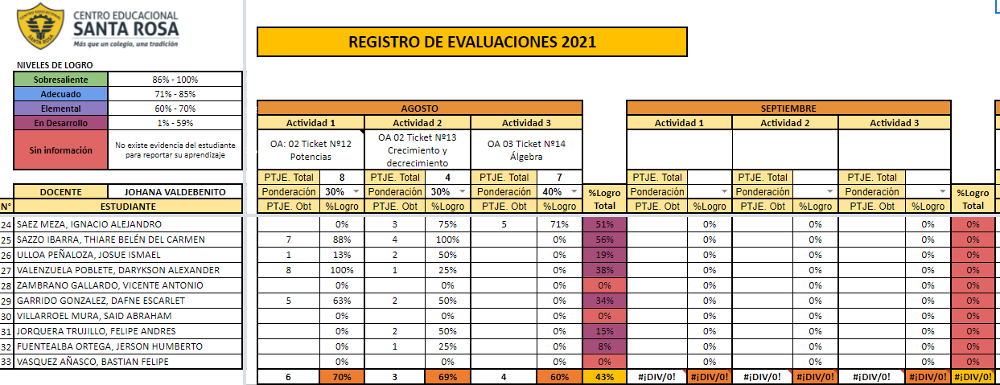 CENTRO EDUCACIONAL
SANTA ROSA
Más que un colegio, una tradición
REGISTRO DE EVALUACIONES 2021
NIVELES DE LOGRO
Sobresaliente 86% - 100%
Adecuado 71% - 85%
Elemental 60% - 70%
En Desarrollo 1% - 59%
Sin información No existe evidencia del estudiante
para reportar su aprendizaje
AGOSTO SEPTIEMBRE
Actividad 1 Actividad 2 Actividad 3 Actividad 1 Actividad 2 Actividad 3
OA: 02 Ticket Nº12
Potencias
OA 02 Ticket Nº13
Crecimiento y
decrecimiento
OA 03 Ticket Nº14
Álgebra
PTJE. Total 8 PTJE. Total 4 PTJE. Total 7 PTJE. Total PTJE. Total PTJE. Total
DOCENTE JOHANA VALDEBENITO Ponderación 30% Ponderación 30% Ponderación 40% %Logro Total Ponderación Ponderación Ponderación %Logro Total
N° ESTUDIANTE PTJE. Obt %Logro PTJE. Obt %Logro PTJE. Obt %Logro PTJE. Obt %Logro PTJE. Obt %Logro PTJE. Obt %Logro
24 SAEZ MEZA, IGNACIO ALEJANDRO 0% 3 75% 5 71% 51% 0% 0% 0% 0%
25 SAZZO IBARRA, THIARE BELÉN DEL CARMEN 7 88% 4 100% 0% 56% 0% 0% 0% 0%
26 ULLOA PEÑALOZA, JOSUE ISMAEL 1 13% 2 50% 0% 19% 0% 0% 0% 0%
27 VALENZUELA POBLETE, DARYKSON ALEXANDER 8 100% 1 25% 0% 38% 0% 0% 0% 0%
28 ZAMBRANO GALLARDO, VICENTE ANTONIO 0% 0% 0% 0% 0% 0% 0% 0%
29 GARRIDO GONZALEZ, DAFNE ESCARLET 5 63% 2 50% 0% 34% 0% 0% 0% 0%
30 VILLARROEL MURA, SAID ABRAHAM 0% 0% 0% 0% 0% 0% 0% 0%
31 JORQUERA TRUJILLO, FELIPE ANDRES 0% 2 50% 0% 15% 0% 0% 0% 0%
32 FUENTEALBA ORTEGA, JERSON HUMBERTO 0% 1 25% 0% 8% 0% 0% 0% 0%
33 VASQUEZ AÑASCO, BASTIAN FELIPE 0% 0% 0% 0% 0% 0% 0% 0%
6 70% 3 69% 4 60% 43% #¡DIV/0! #¡DIV/0! #¡DIV/0! #¡DIV/0! #¡DIV/0! #¡DIV/0! #¡DIV/0!